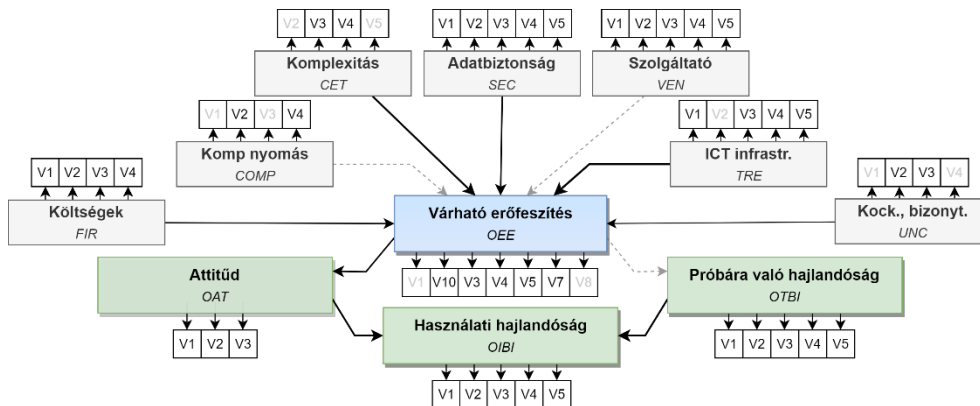 V2 V3 V4 V5
V1 V2 V3 V4 V5
V1 V2 V3 V4 V5
Komplexitás
CET
Adatbiztonság
SEC
Szolgáltató
VEN
V1 V2 V3 V4
V1 V2 V3 V4 V5
Komp nyomás
COMP
ICT infrastr.
TRE
V1 V2 V3 V4
V1 V2 V3 V4
Költségek
FIR
Várható erőfeszítés
OEE
Kock., bizonyt.
UNC
V1 V10 V3 V4 V5 V7 V8
Attitűd
OAT
Próbára való hajlandóság
OTBI
Használati hajlandóság
OIBI
V1 V2 V3
V1 V2 V3 V4 V5
V1 V2 V3 V4 V5